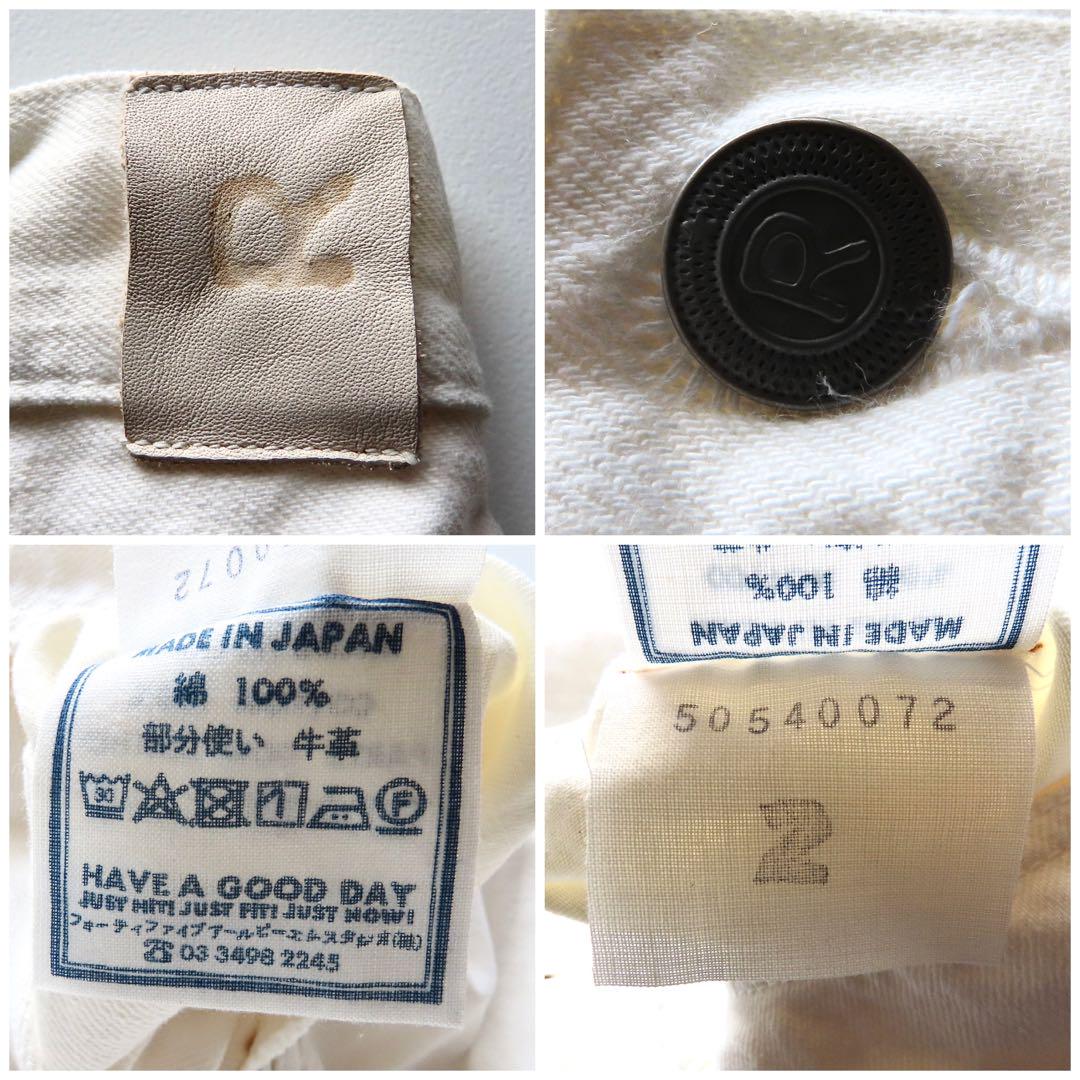 R
R
0072
MADE IN JAPAN
綿 100%
部分使い 牛革
30
F
HAVE A GOOD DAY
JUST HIT! JUST FIT! JUST NOW!
フォーティファイブアールピーエムスタジオ(株)
☎ 03 3498 2245
綿 100%
MADE IN JAPAN
50540072
2